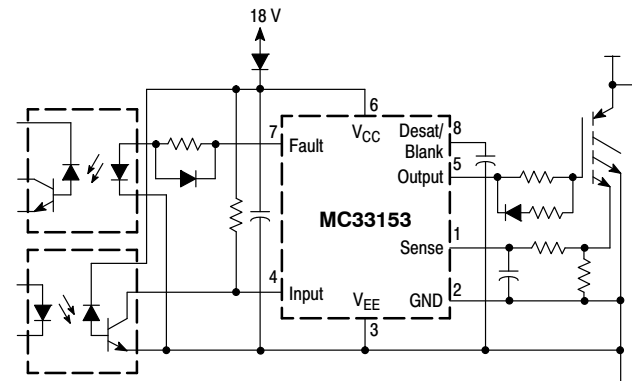 18 V
6
7
VCC
Desat/
Blank
8
Fault
5
Output
MC33153
1
Sense
4
Input
VEE
GND
2
3